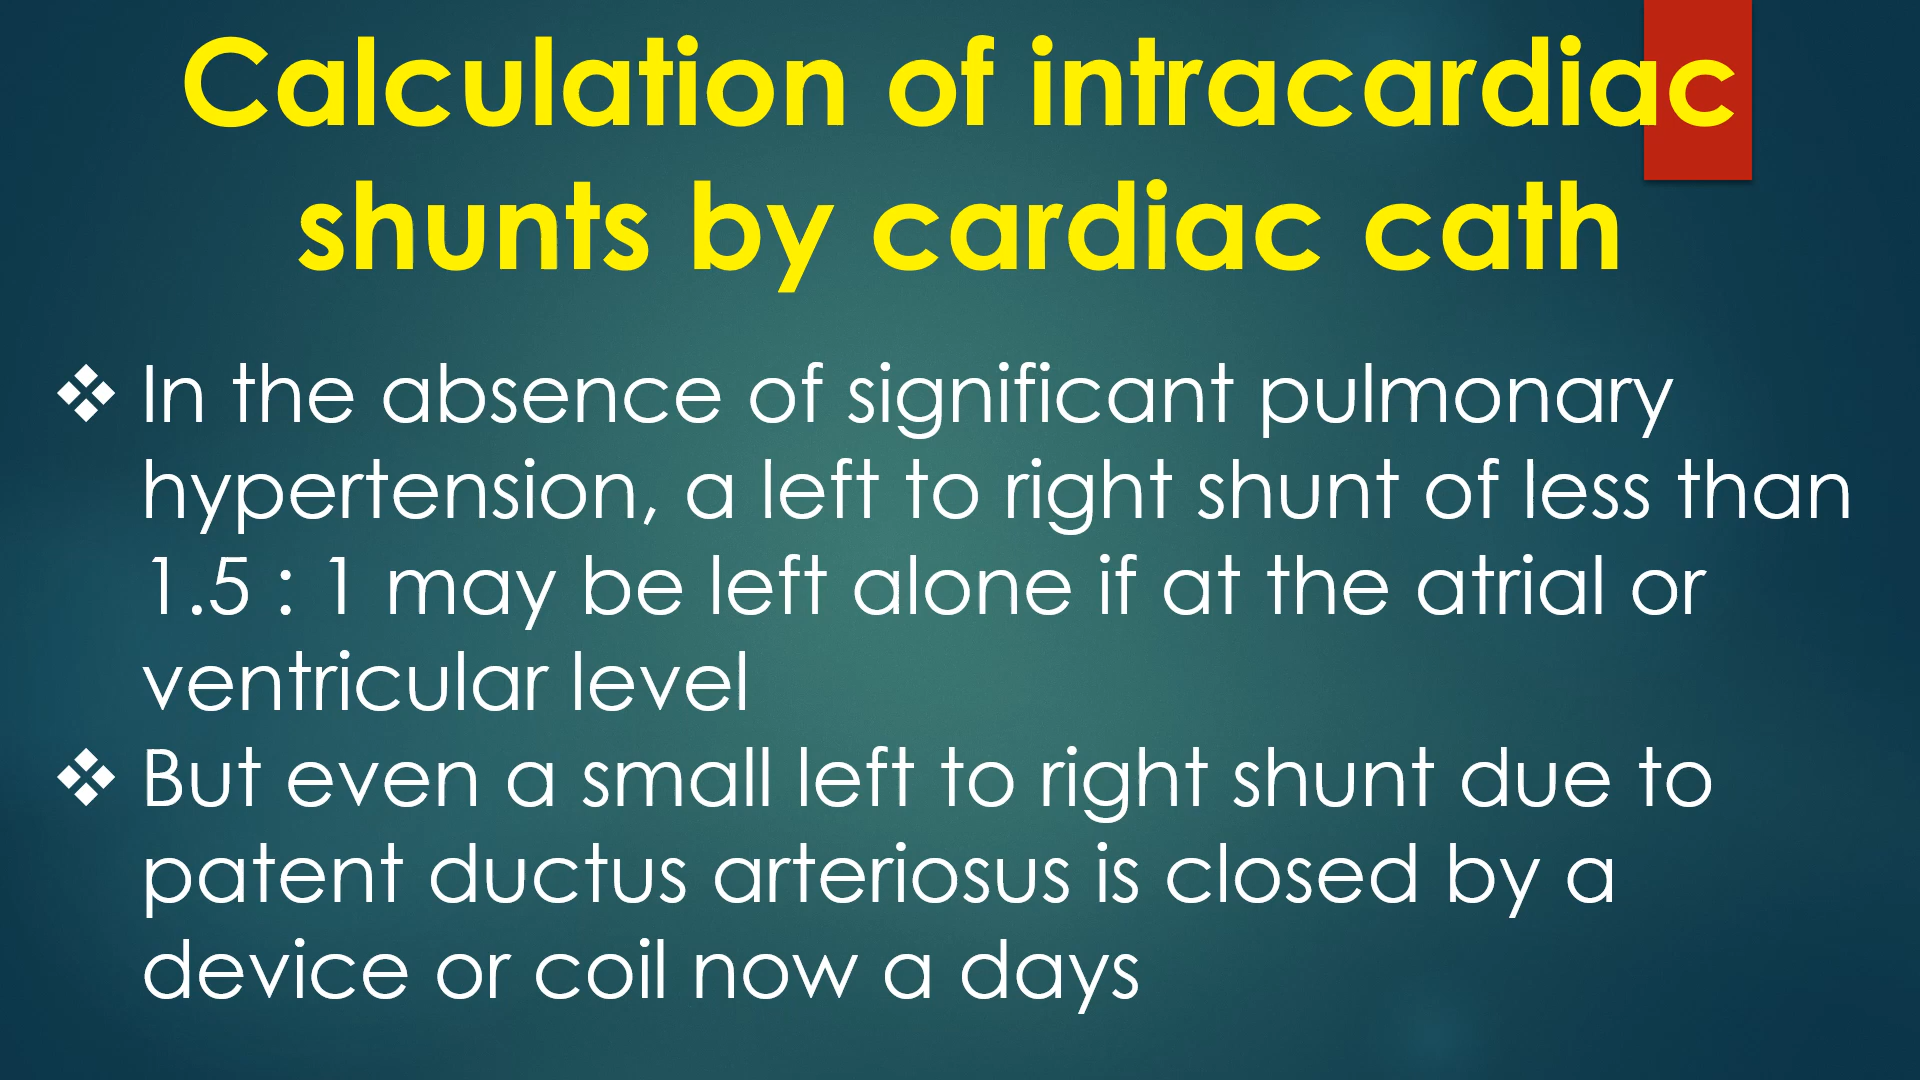 Calculation of intracardiac
shunts by cardiac cath
❖ In the absence of significant pulmonary
hypertension, a left to right shunt of less than
1.5 : 1 may be left alone if at the atrial or
ventricular level
❖ But even a small left to right shunt due to
patent ductus arteriosus is closed by a
device or coil now a days